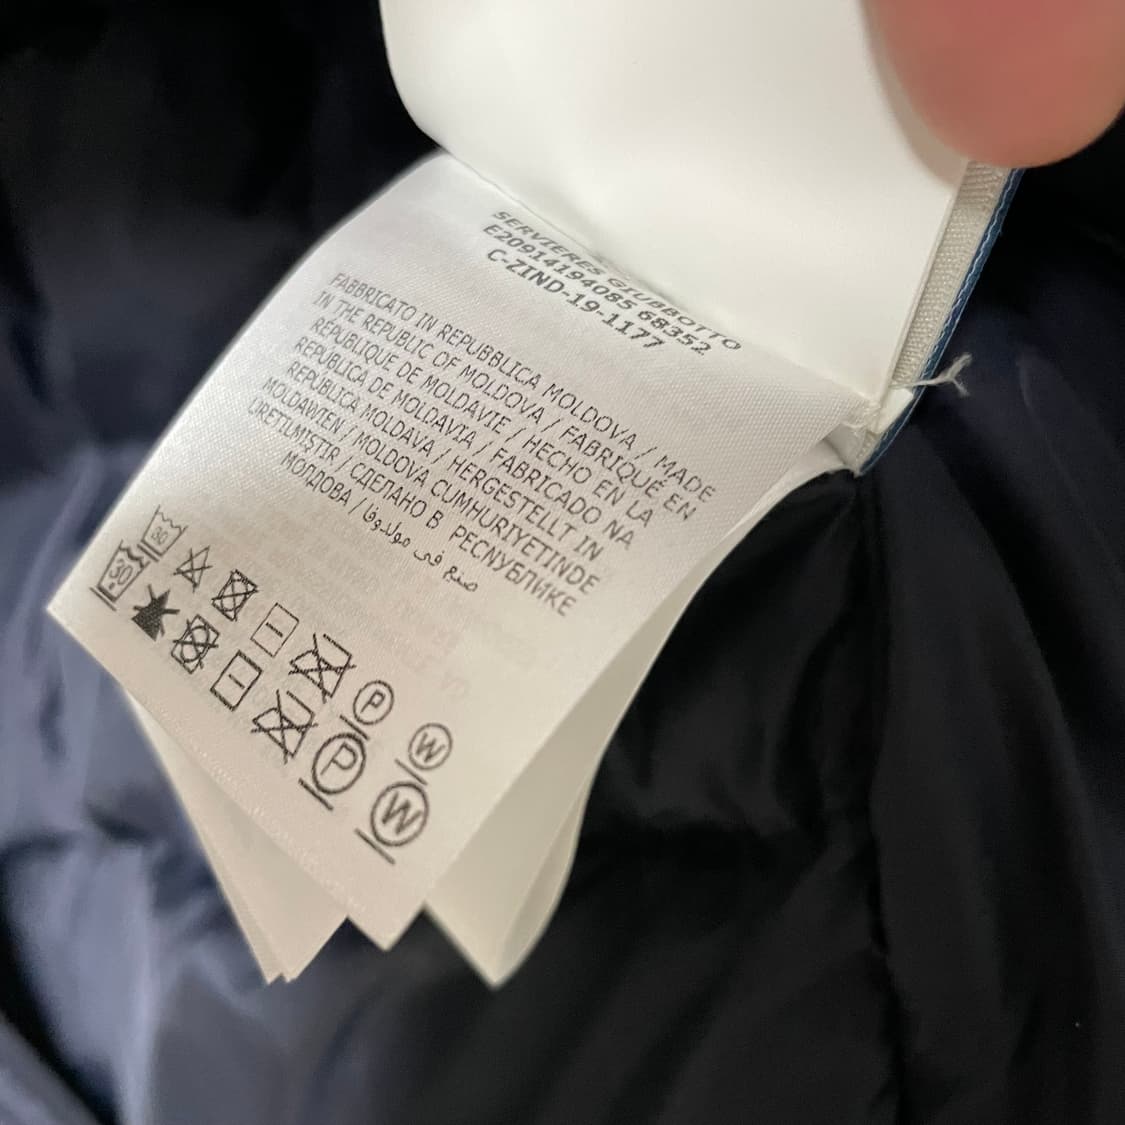 SERVIERES GIUBBOTTO
E20914194085 68352
C-ZIND-19-1177
FABBRICATO IN REPUBBLICA MOLDOVA / MADE
IN THE REPUBLIC OF MOLDOVA / FABRIQUÉ EN
RÉPUBLIQUE DE MOLDAVIE / HECHO EN LA
REPÚBLICA DE MOLDAVIA / FABRICADO NA
REPÚBLICA MOLDAVA / HERGESTELLT IN
MOLDAWIEN / MOLDOVA CUMHURIYETINDE
ÜRETILMIŞTIR / СДЕЛАНО В РЕСПУБЛИКЕ
МОЛДОВА / صنع في مولدوفا
30
P
W
30
P
W